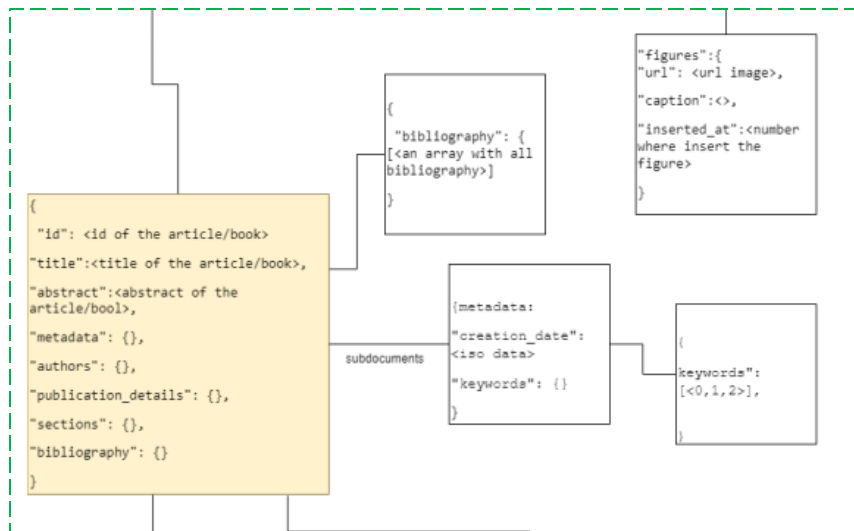 "figures":{
"url": <url image>,
"caption":<>,
"inserted_at":<number
where insert the
figure>
}
{
"bibliography": {
[<an array with all
bibliography>]
}
{
"id": <id of the article/book>
"title":<title of the article/book>,
"abstract":<abstract of the
article/bool>,
"metadata": {},
"authors": {},
"publication_details": {},
"sections": {},
"bibliography": {}
}
subdocuments
{metadata:
"creation_date":
<iso data>
"keywords": {}
}
{
keywords":
[<0,1,2>],
}